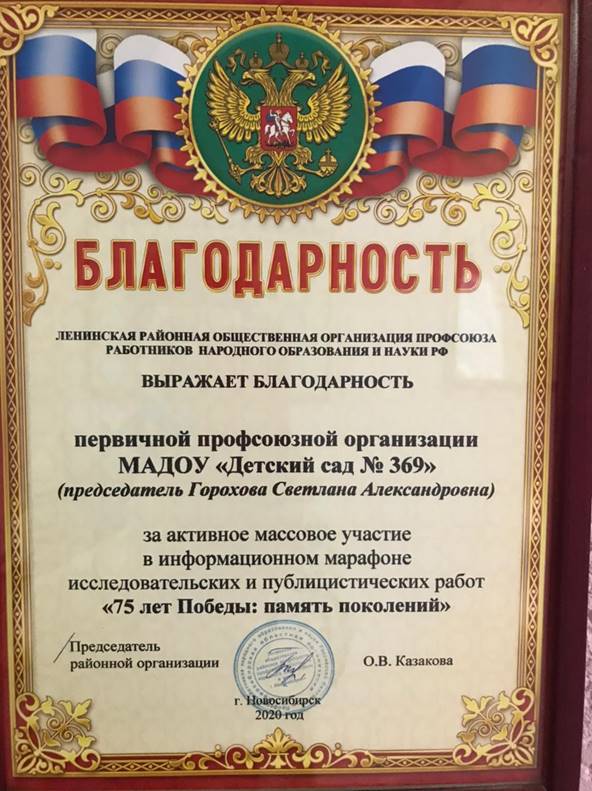 БЛАГОДАРНОСТЬ
ЛЕНИНСКАЯ РАЙОННАЯ ОБЩЕСТВЕННАЯ ОРГАНИЗАЦИЯ ПРОФСОЮЗА
РАБОТНИКОВ НАРОДНОГО ОБРАЗОВАНИЯ И НАУКИ РФ
ВЫРАЖАЕТ БЛАГОДАРНОСТЬ
первичной профсоюзной организации
МАДОУ «Детский сад № 369»
(председатель Горохова Светлана Александровна)
за активное массовое участие
в информационном марафоне
исследовательских и публицистических работ
«75 лет Победы: память поколений»
Председатель
районной организации
О.В. Казакова
г. Новосибирск
2020 год